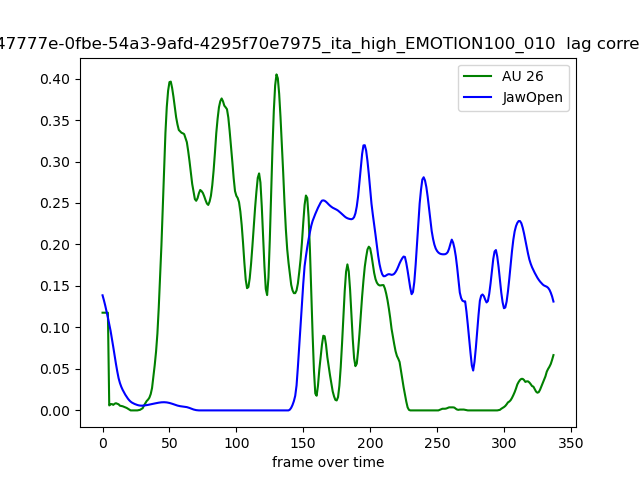 47777e-0fbe-54a3-9afd-4295f70e7975_ita_high_EMOTION100_010 lag corre
AU 26
JawOpen
0.40
0.35
0.30
0.25
0.20
0.15
0.10
0.05
0.00
0 50 100 150 200 250 300 350
frame over time